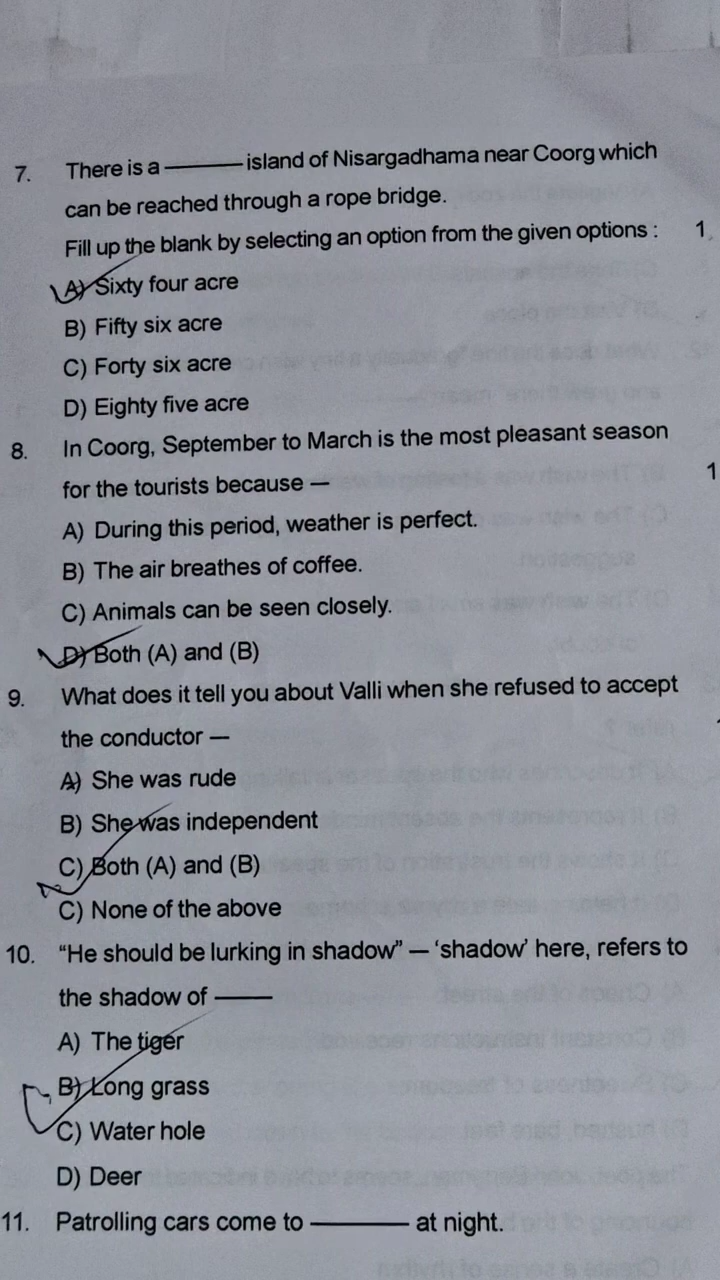 7. There is a ——— island of Nisargadhama near Coorg which
can be reached through a rope bridge.
Fill up the blank by selecting an option from the given options : 1
A) Sixty four acre
B) Fifty six acre
C) Forty six acre
D) Eighty five acre
8. In Coorg, September to March is the most pleasant season
for the tourists because — 1
A) During this period, weather is perfect.
B) The air breathes of coffee.
C) Animals can be seen closely.
D) Both (A) and (B)
9. What does it tell you about Valli when she refused to accept
the conductor —
A) She was rude
B) She was independent
C) Both (A) and (B)
C) None of the above
10. “He should be lurking in shadow” — ‘shadow’ here, refers to
the shadow of ———
A) The tiger
B) Long grass
C) Water hole
D) Deer
11. Patrolling cars come to ——— at night.